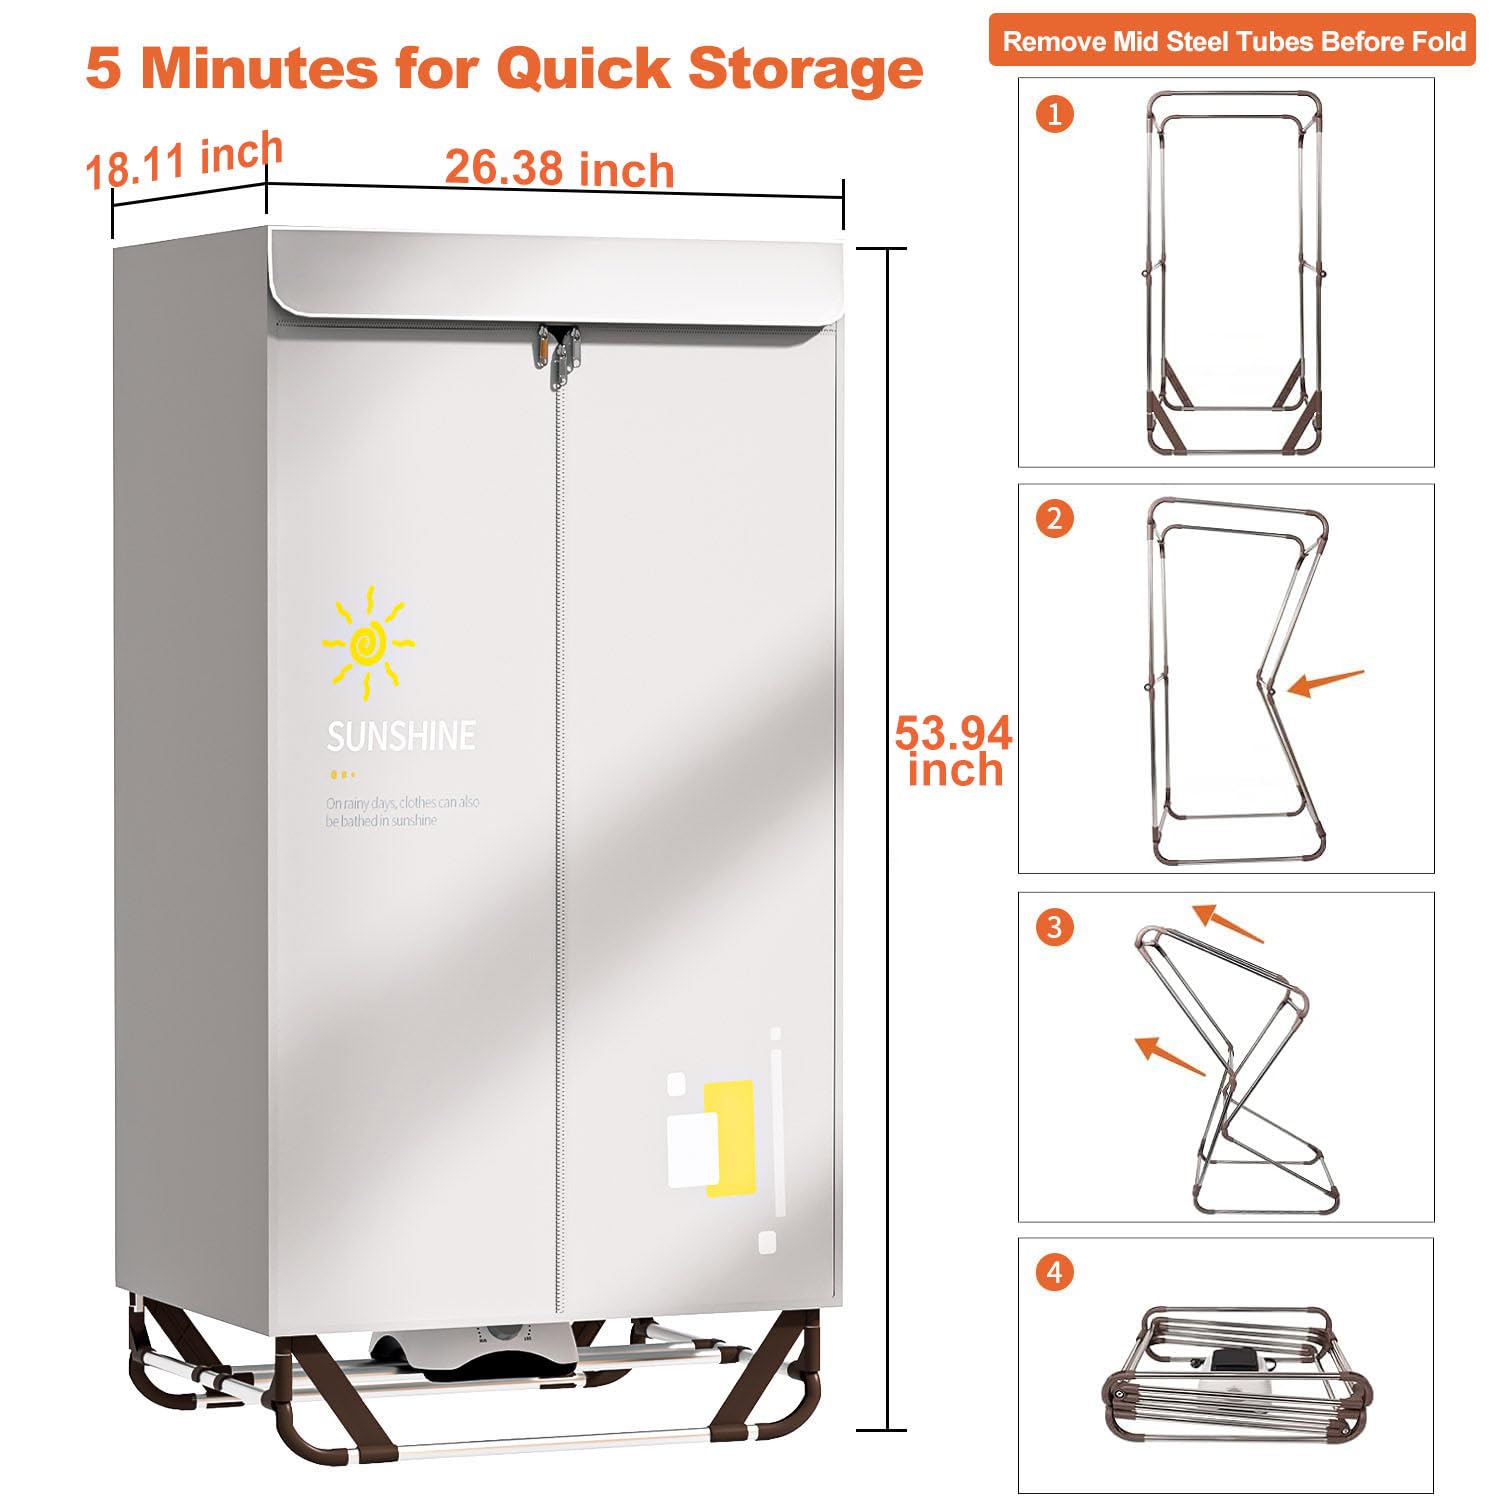 5 Minutes for Quick Storage
Remove Mid Steel Tubes Before Fold
18.11 inch
26.38 inch
53.94
inch
SUNSHINE
On rainy days, clothes can also
be bathed in sunshine
1
2
3
4